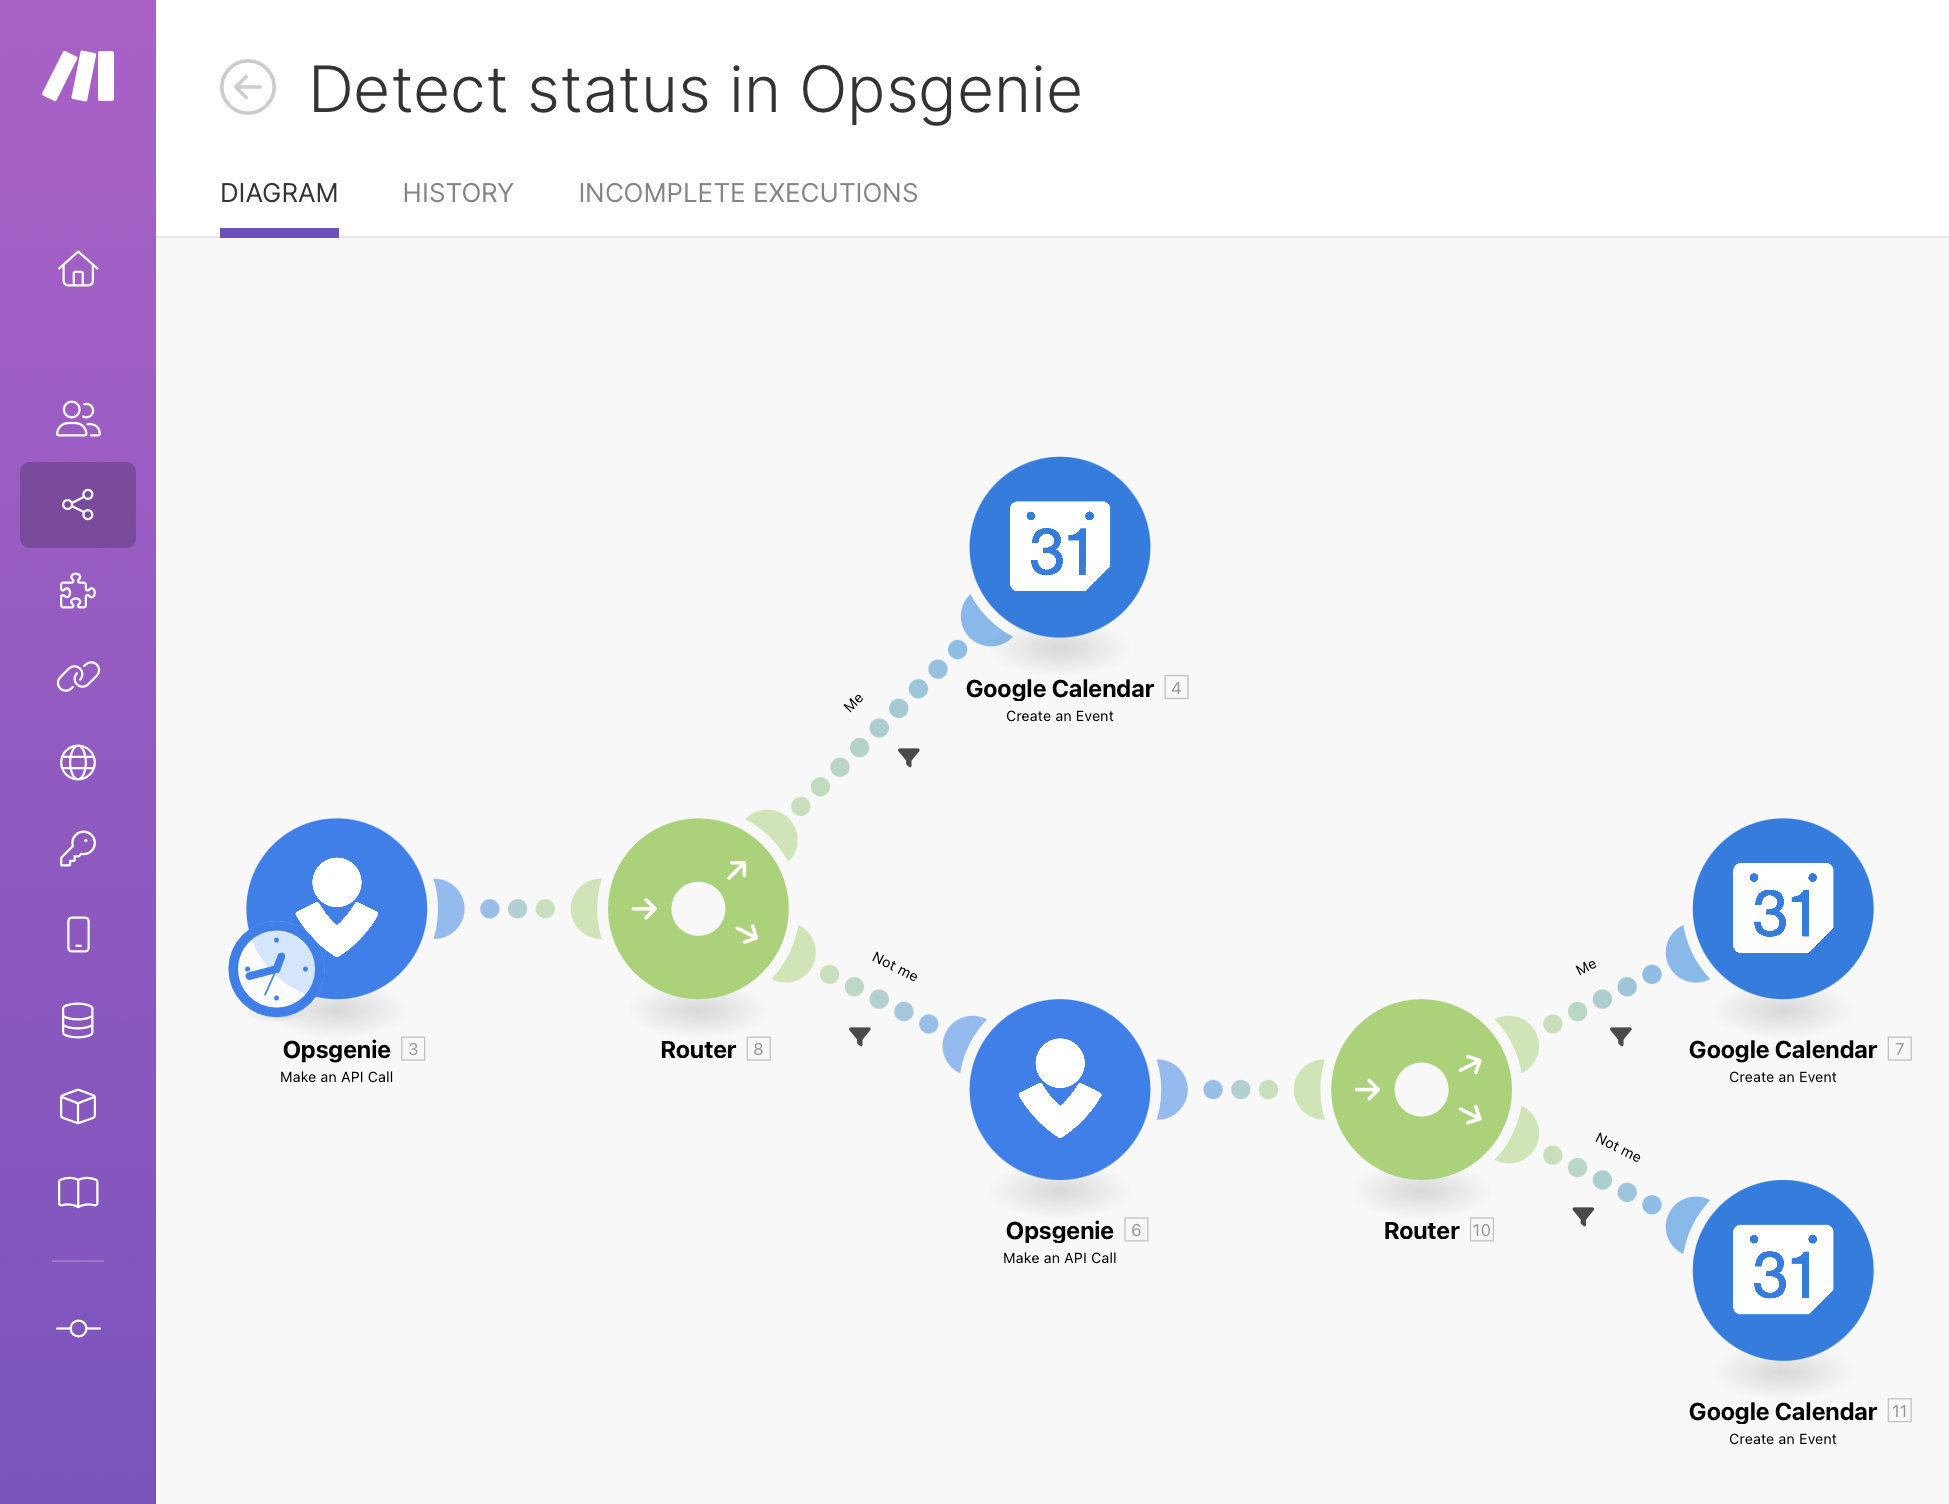 Detect status in Opsgenie
DIAGRAM HISTORY INCOMPLETE EXECUTIONS
31
Google Calendar 4
Create an Event
Me
Opsgenie 3
Make an API Call
Router 8
Not me
Opsgenie 6
Make an API Call
Router 10
Me
31
Google Calendar 7
Create an Event
Not me
31
Google Calendar 11
Create an Event